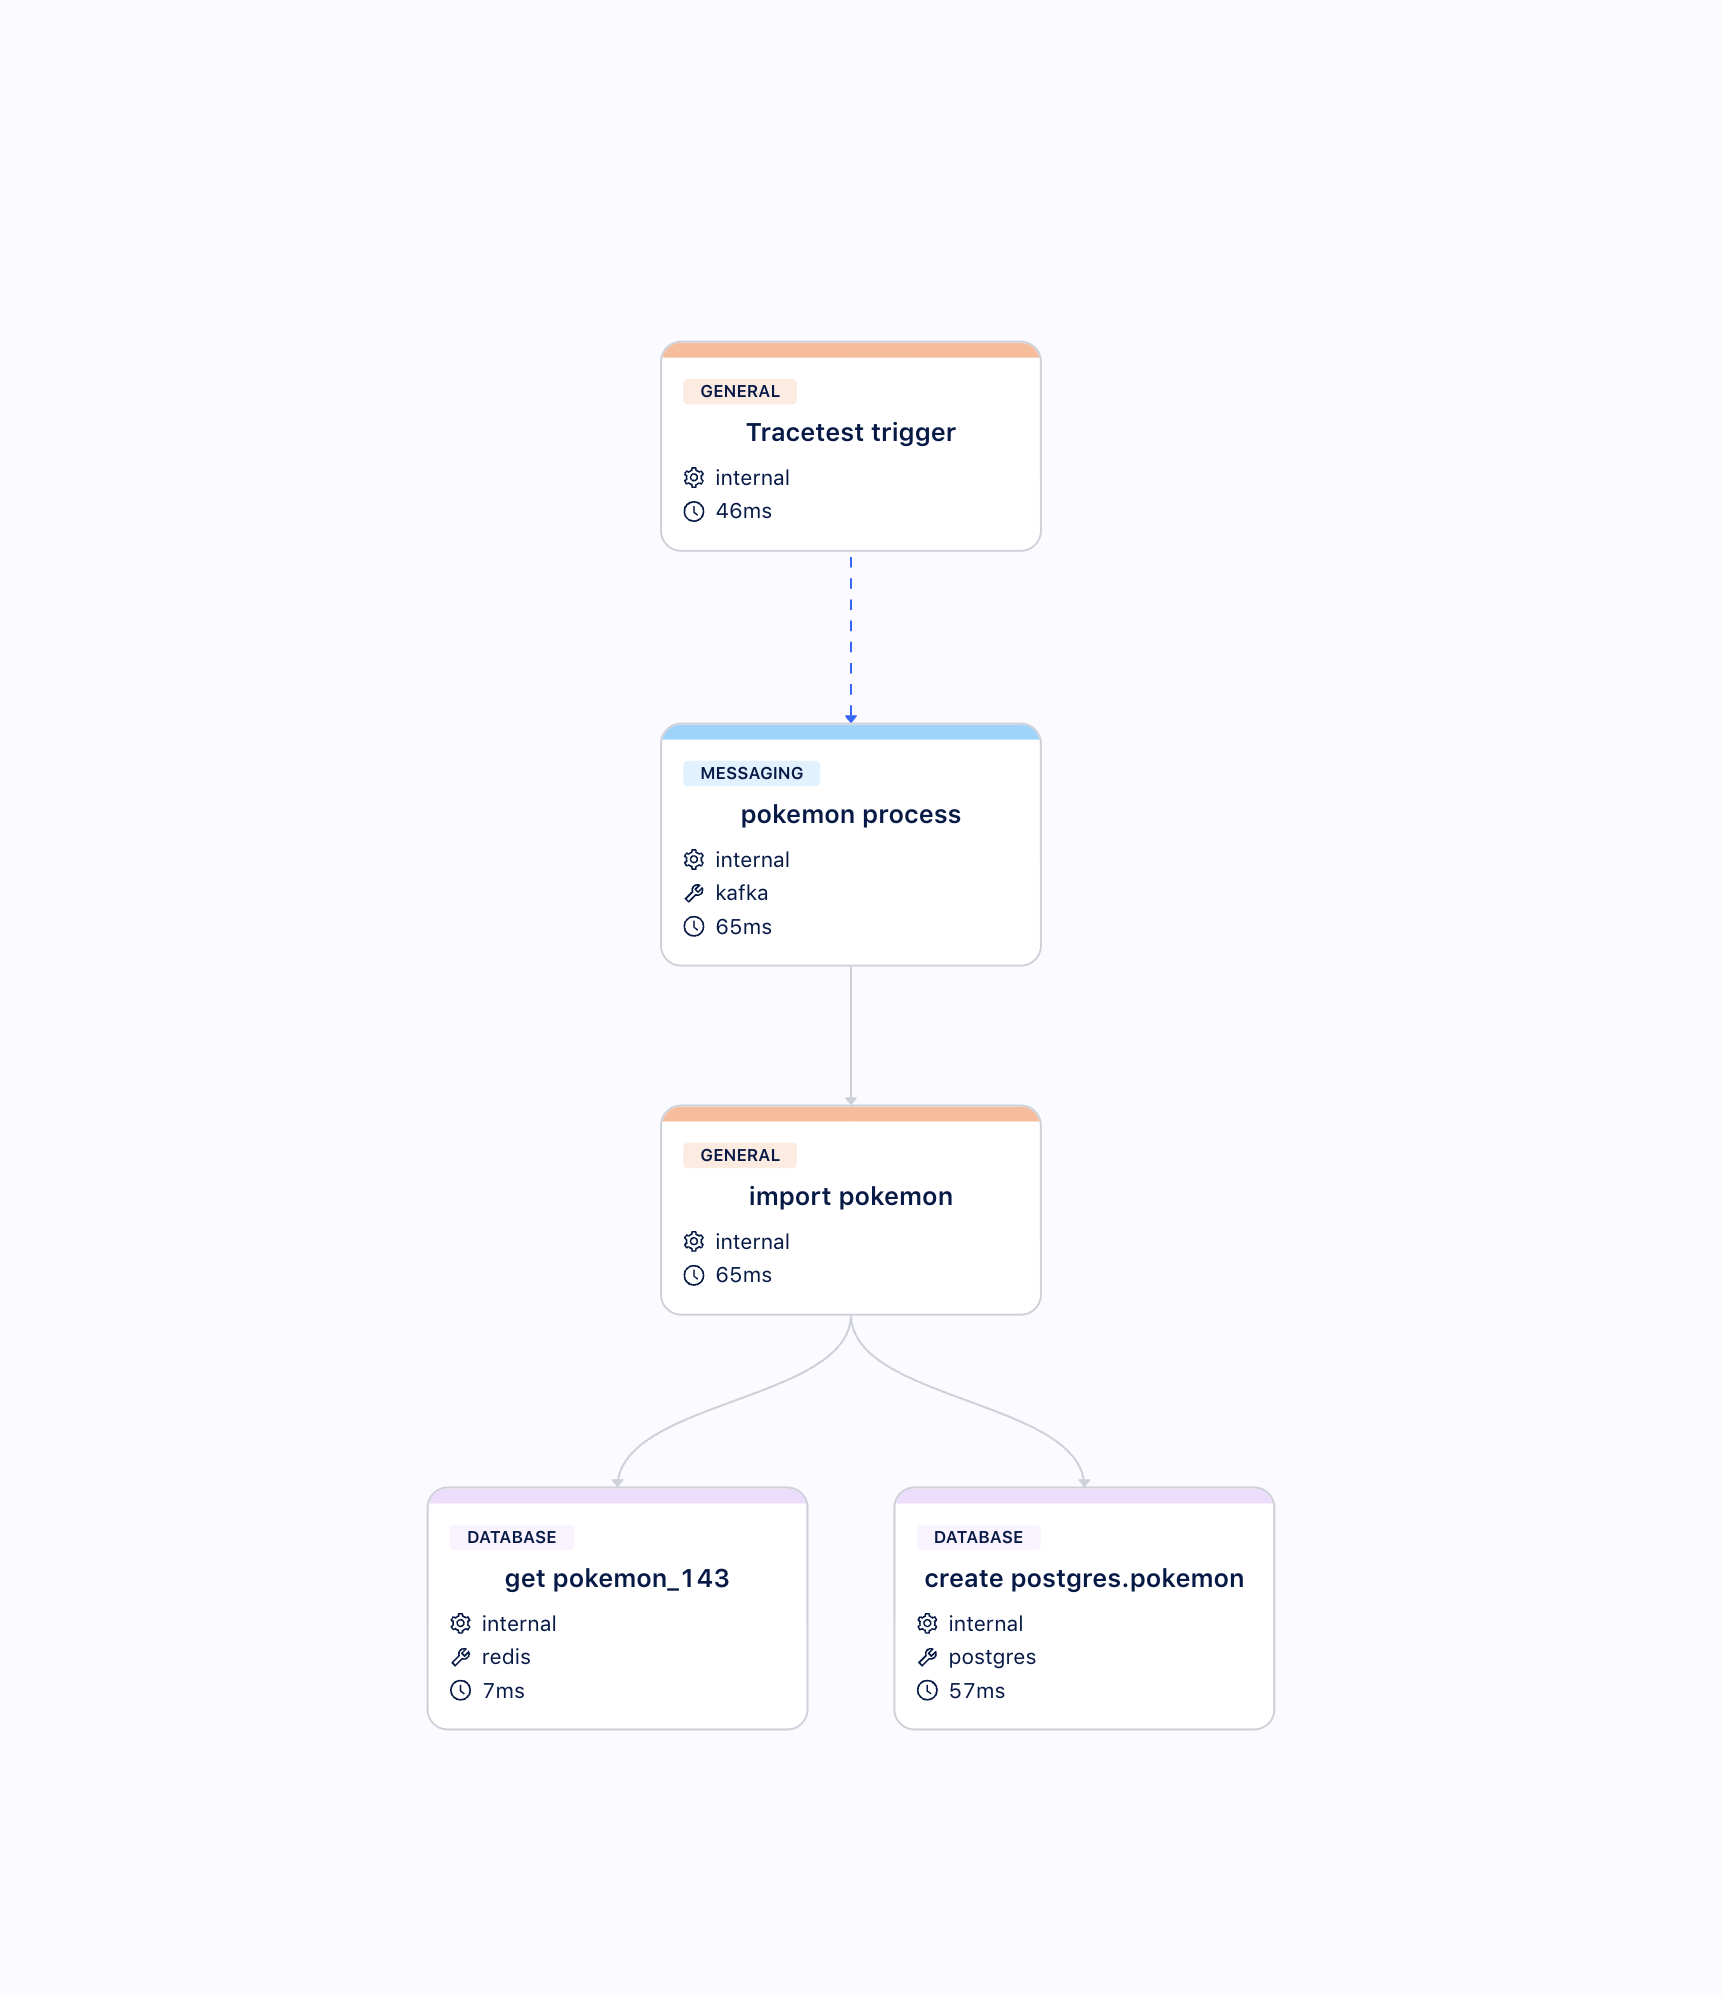 GENERAL
Tracetest trigger
internal
46ms
MESSAGING
pokemon process
internal
kafka
65ms
GENERAL
import pokemon
internal
65ms
DATABASE
get pokemon_143
internal
redis
7ms
DATABASE
create postgres.pokemon
internal
postgres
57ms